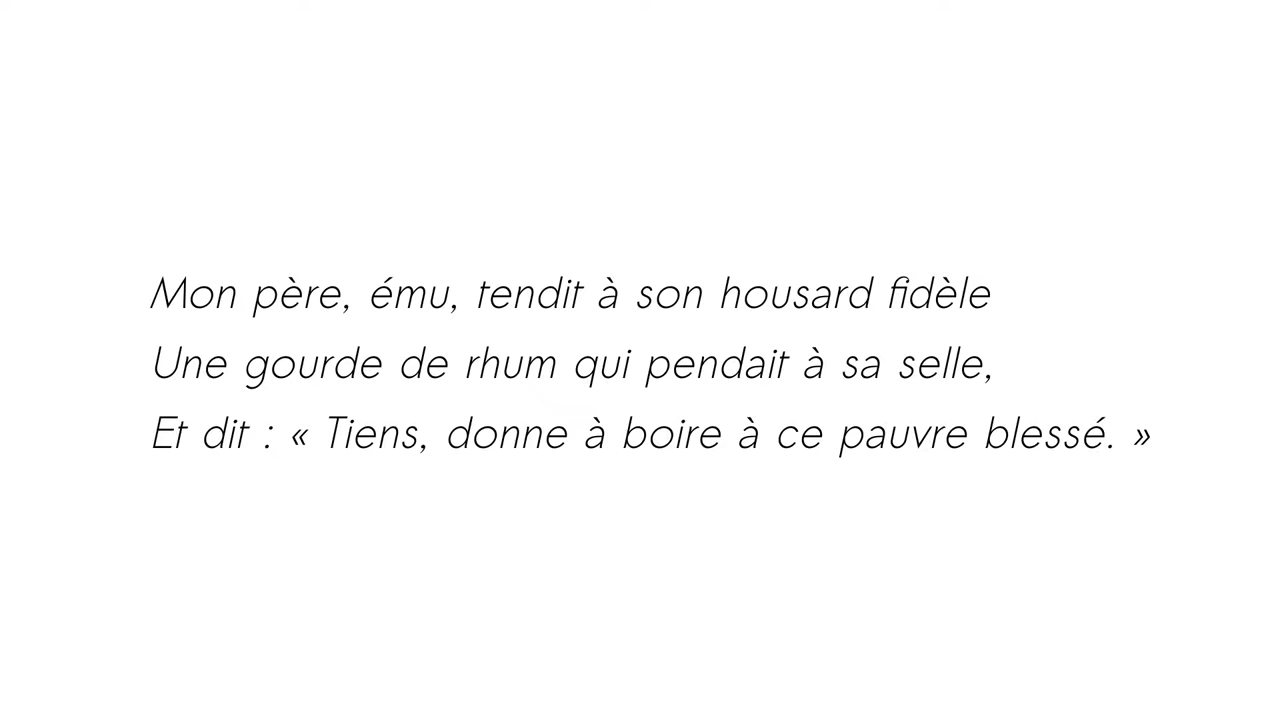 Mon père, ému, tendit à son housard fidèle
Une gourde de rhum qui pendait à sa selle,
Et dit : « Tiens, donne à boire à ce pauvre blessé. »